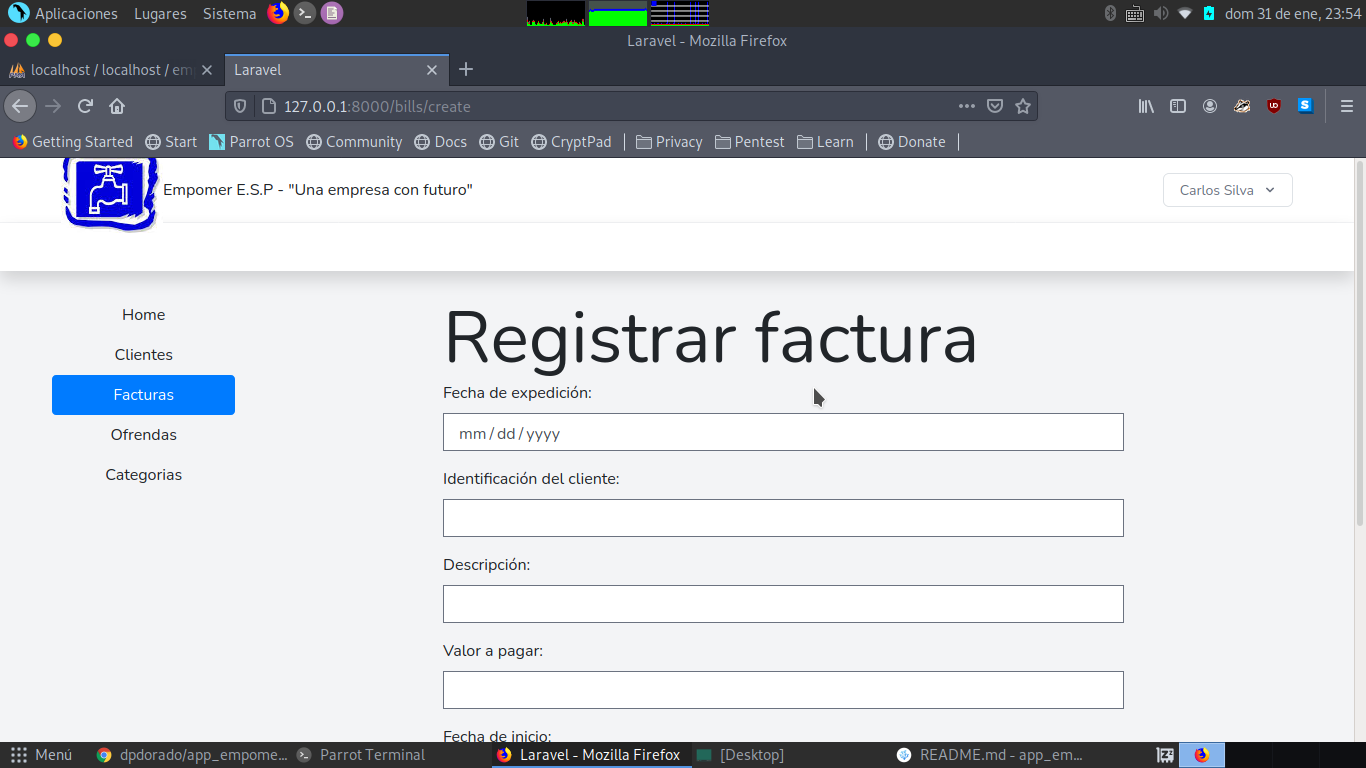 Aplicaciones Lugares Sistema dom 31 de ene, 23:54
Laravel - Mozilla Firefox
localhost / localhost / em
Laravel
127.0.0.1:8000/bills/create
Getting Started Start Parrot OS Community Docs Git CryptPad Privacy Pentest Learn Donate
Empomer E.S.P - "Una empresa con futuro"
Carlos Silva
Home
Clientes
Facturas
Ofrendas
Categorias
Registrar factura
Fecha de expedición:
mm / dd / yyyy
Identificación del cliente:
Descripción:
Valor a pagar:
Fecha de inicio:
Menú dpdorado/app_empome... Parrot Terminal Laravel - Mozilla Firefox [Desktop] README.md - app_em...